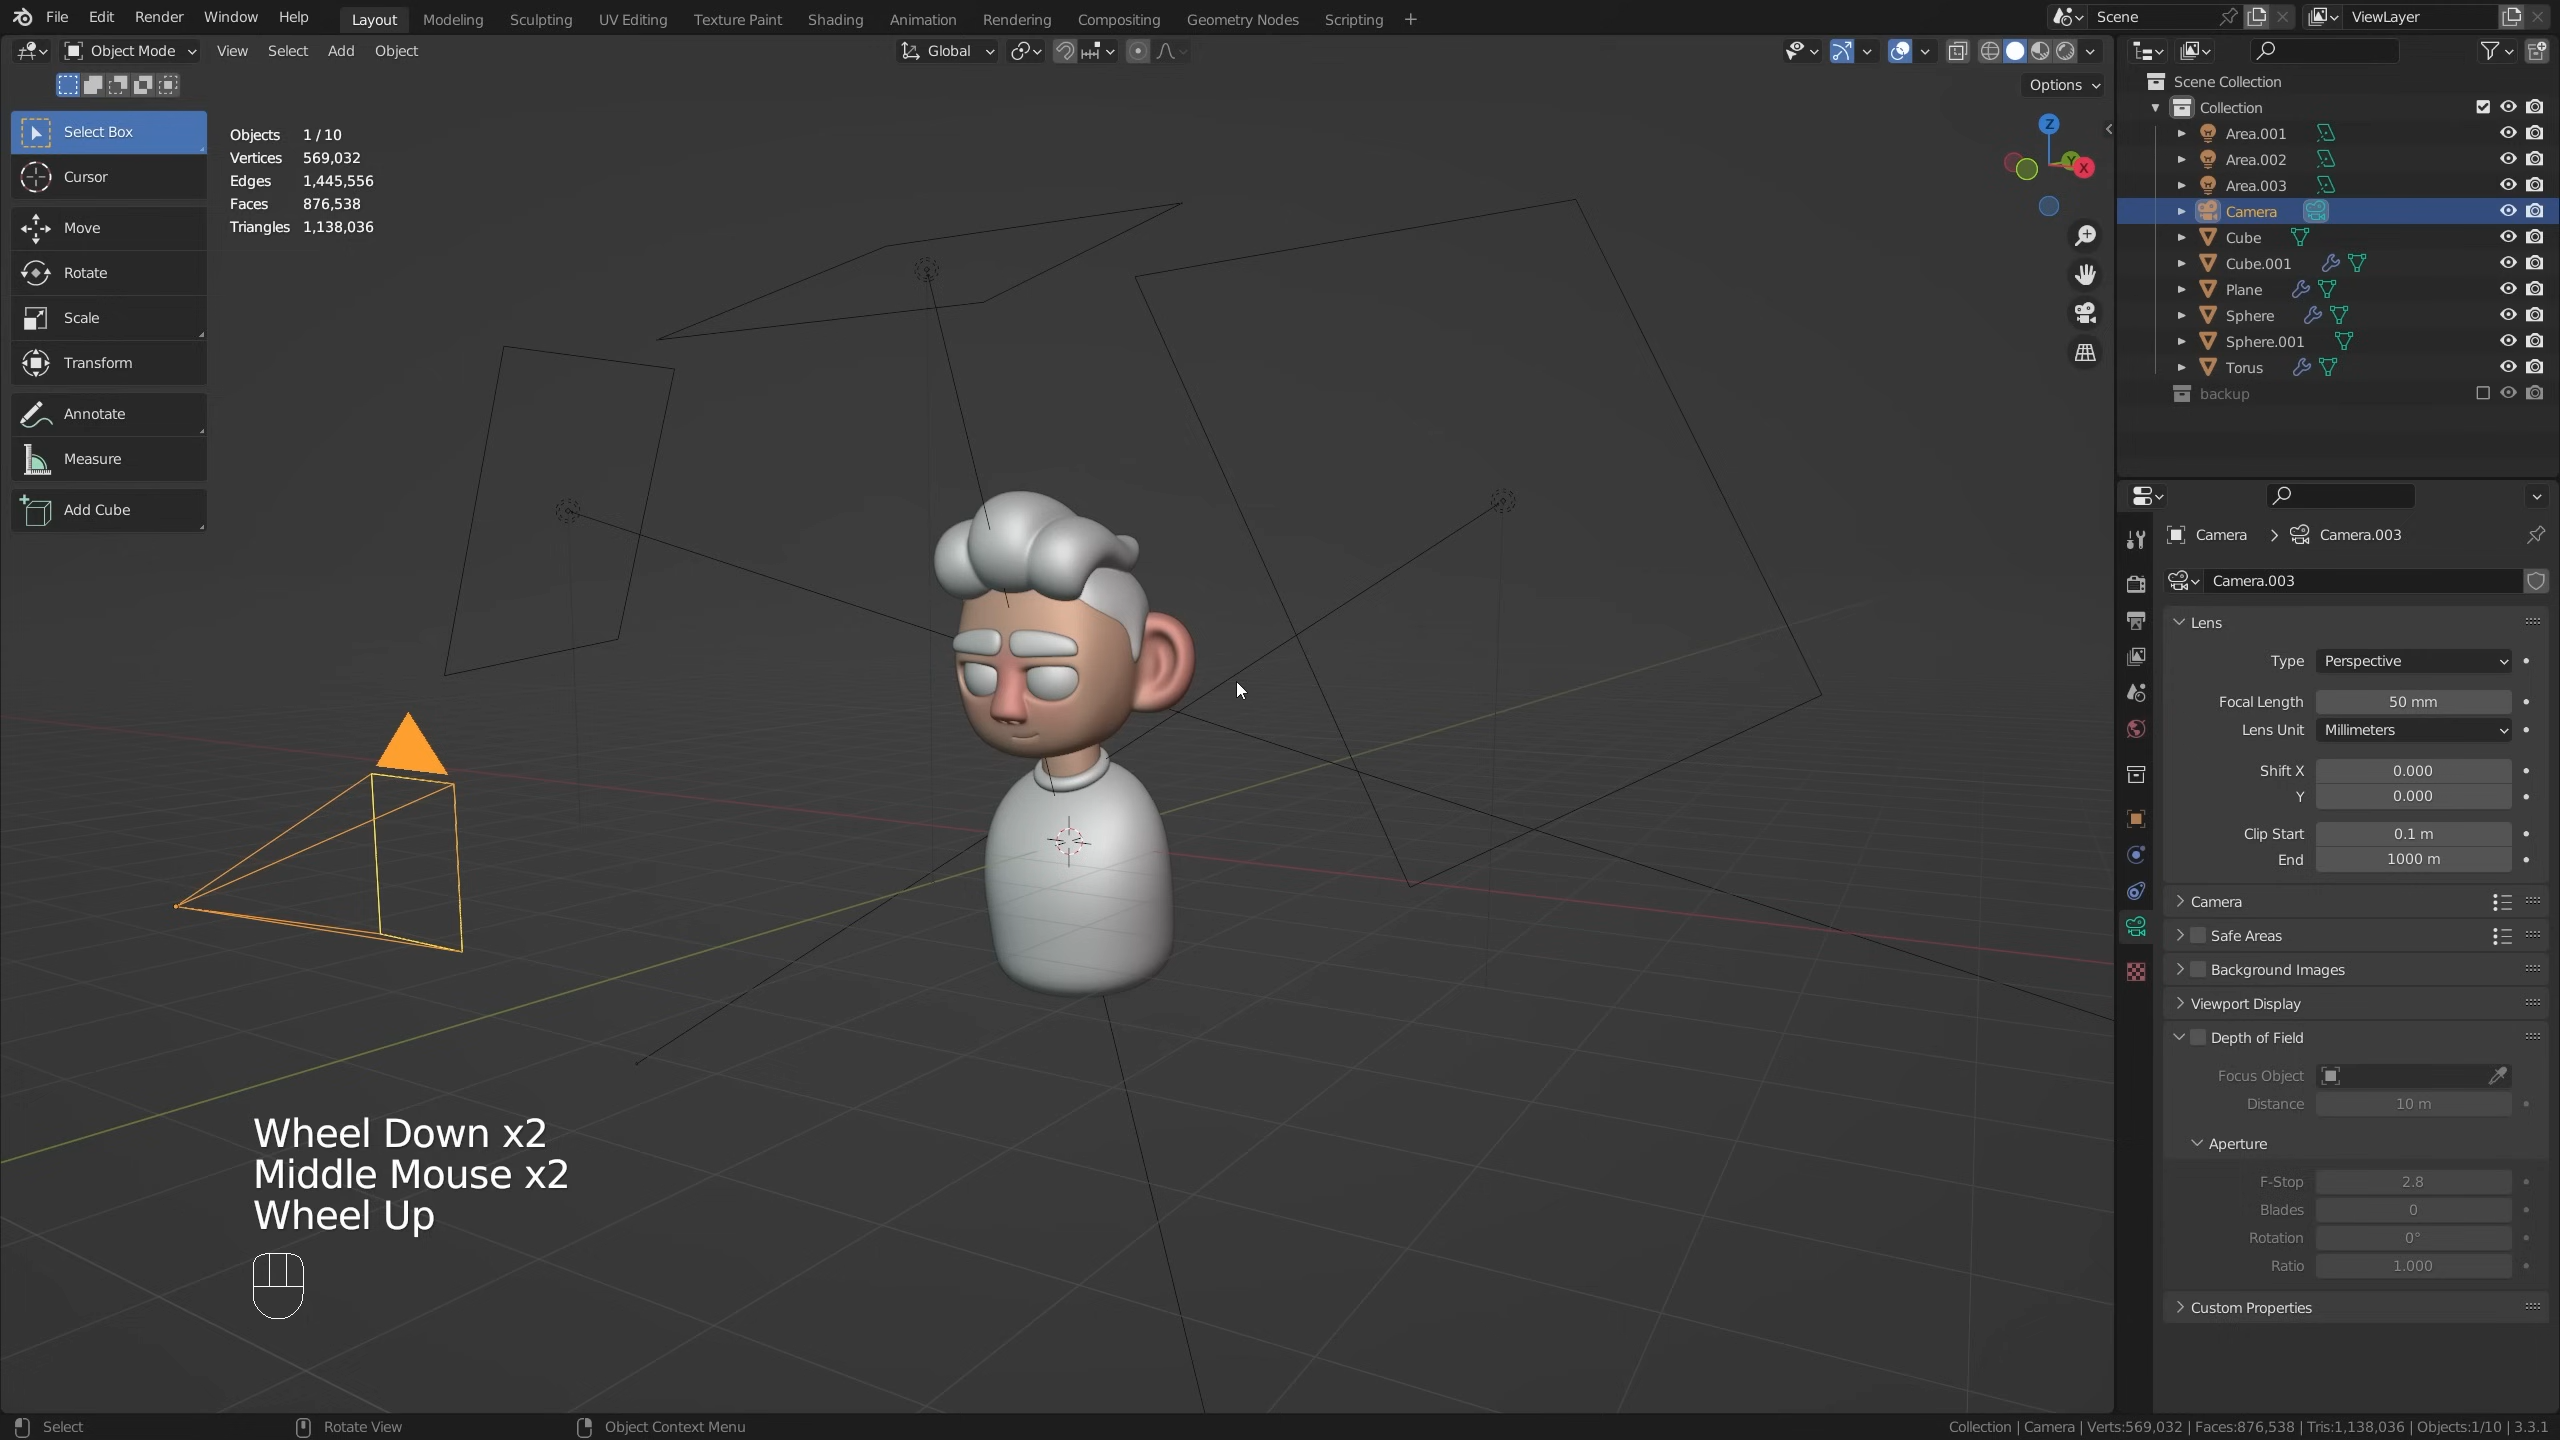 File Edit Render Window Help Layout Modeling Sculpting UV Editing Texture Paint Shading Animation Rendering Compositing Geometry Nodes Scripting + Scene ViewLayer
Object Mode View Select Add Object Global
Options
Select Box
Cursor
Move
Rotate
Scale
Transform
Annotate
Measure
Add Cube
Objects 1 / 10
Vertices 569,032
Edges 1,445,556
Faces 876,538
Triangles 1,138,036
Z
Y
X
Wheel Down x2
Middle Mouse x2
Wheel Up
Scene Collection
Collection
Area.001
Area.002
Area.003
Camera
Cube
Cube.001
Plane
Sphere
Sphere.001
Torus
backup
Camera > Camera.003
Camera.003
Lens
Type Perspective
Focal Length 50 mm
Lens Unit Millimeters
Shift X 0.000
Y 0.000
Clip Start 0.1 m
End 1000 m
Camera
Safe Areas
Background Images
Viewport Display
Depth of Field
Focus Object
Distance 10 m
Aperture
F-Stop 2.8
Blades 0
Rotation 0°
Ratio 1.000
Custom Properties
Select Rotate View Object Context Menu Collection | Camera | Verts:569,032 | Faces:876,538 | Tris:1,138,036 | Objects:1/10 | 3.3.1